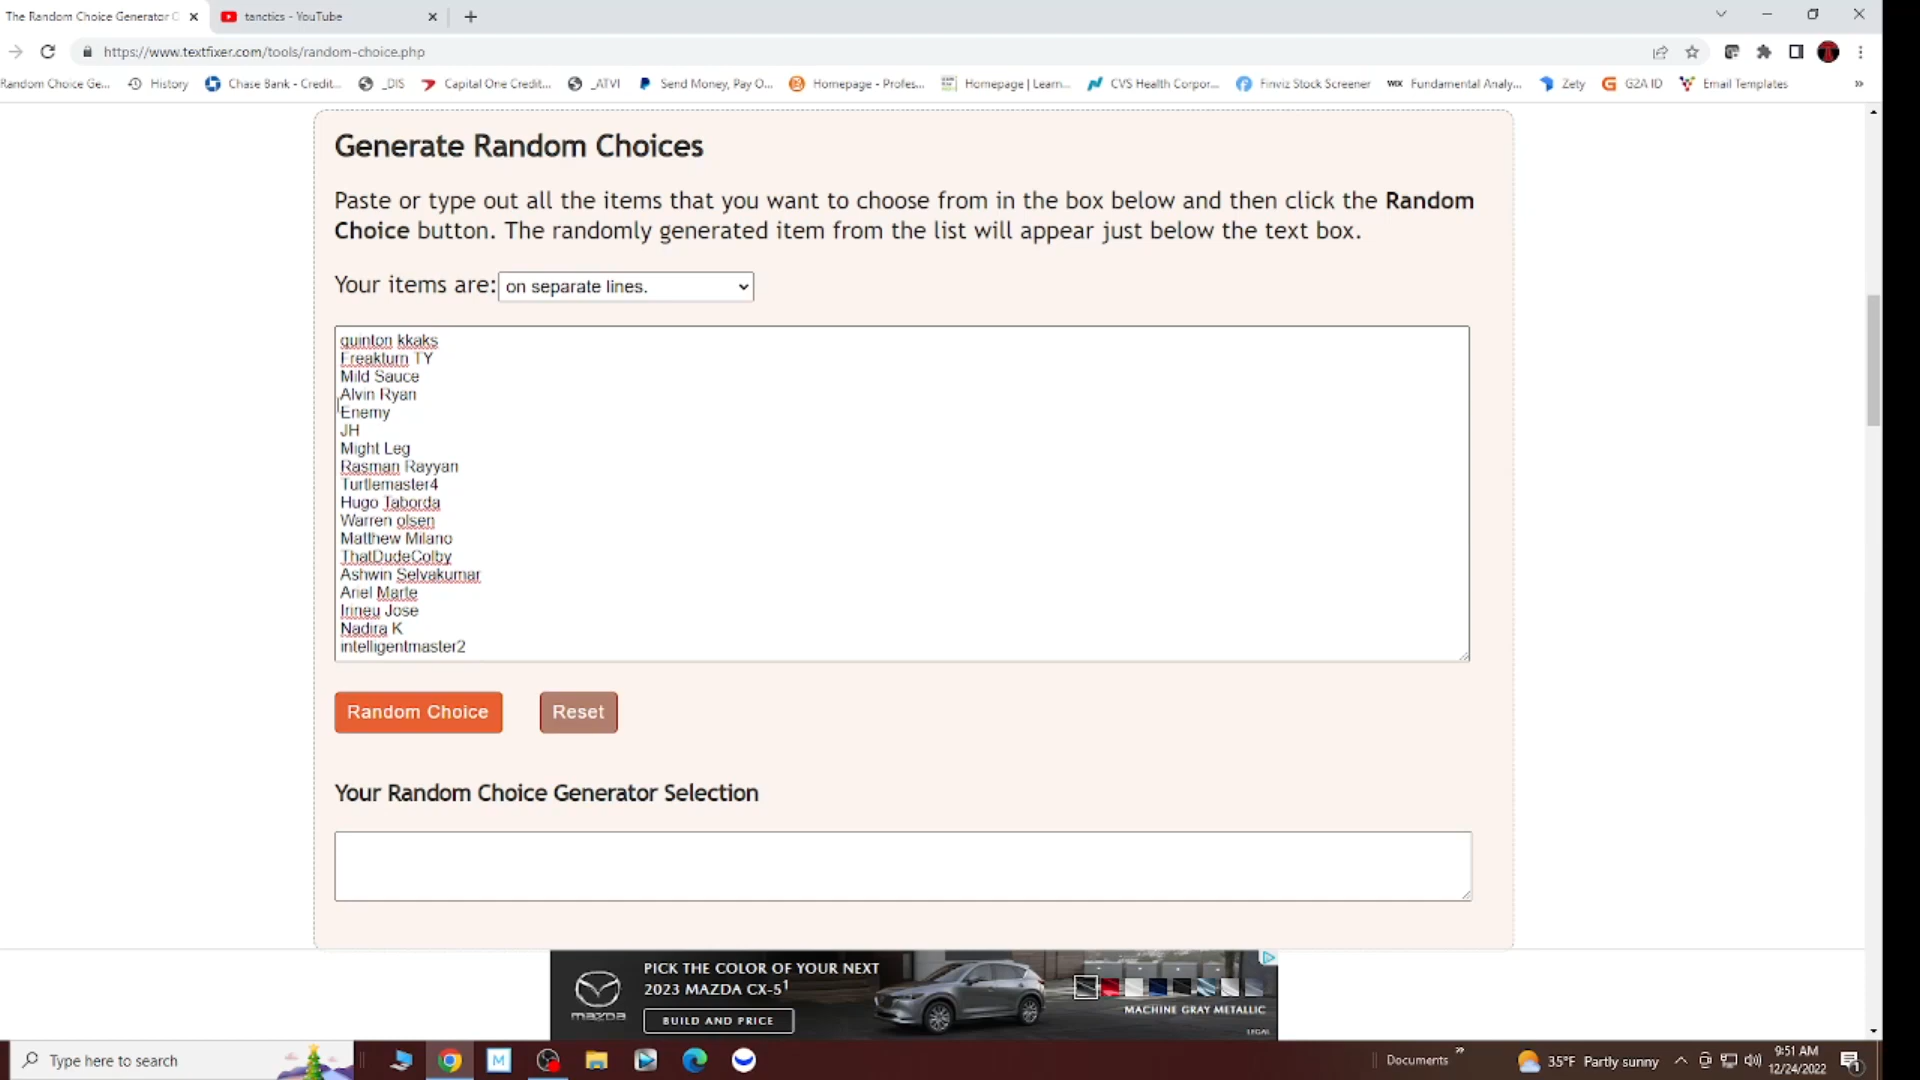 The Random Choice Generator
tanctics - YouTube
https://www.textfixer.com/tools/random-choice.php
Random Choice Ge...
History
Chase Bank - Credit...
_DIS
Capital One Credit...
_ATVI
Send Money, Pay O...
Homepage - Profes...
Homepage | Learn...
CVS Health Corpor...
Finviz Stock Screener
WIX
Fundamental Analy...
Zety
G2A ID
Email Templates
»
Generate Random Choices
Paste or type out all the items that you want to choose from in the box below and then click the Random
Choice button. The randomly generated item from the list will appear just below the text box.
Your items are: on separate lines.
quinton kkaks
Freakturn TY
Mild Sauce
Alvin Ryan
Enemy
JH
Might Leg
Rasman Rayyan
Turtlemaster4
Hugo Taborda
Warren olsen
Matthew Milano
ThatDudeColby
Ashwin Selvakumar
Ariel Marte
Irineu Jose
Nadira K
intelligentmaster2
Random Choice
Reset
Your Random Choice Generator Selection
PICK THE COLOR OF YOUR NEXT
2023 MAZDA CX-5¹
mazda
BUILD AND PRICE
MACHINE GRAY METALLIC
LEGAL
Type here to search
M
Documents
»
35°F Partly sunny
9:51 AM
12/24/2022
1